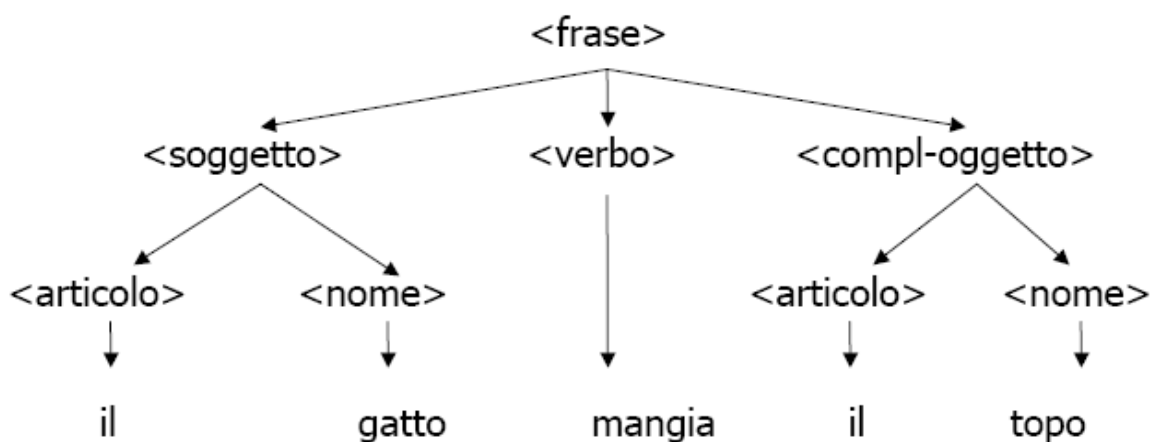 <frase>
<soggetto> <verbo> <compl-oggetto>
<articolo> <nome> <articolo> <nome>
il gatto mangia il topo